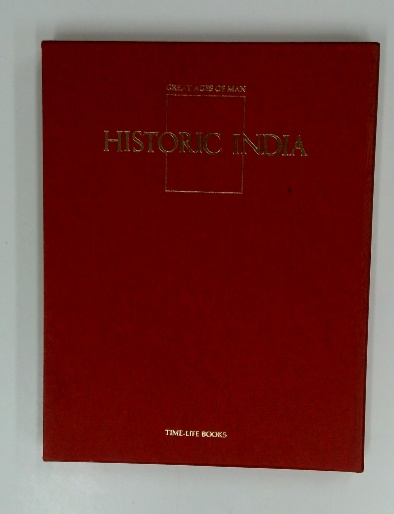 GREAT AGES OF MAN
HISTORIC INDIA
TIME-LIFE BOOKS